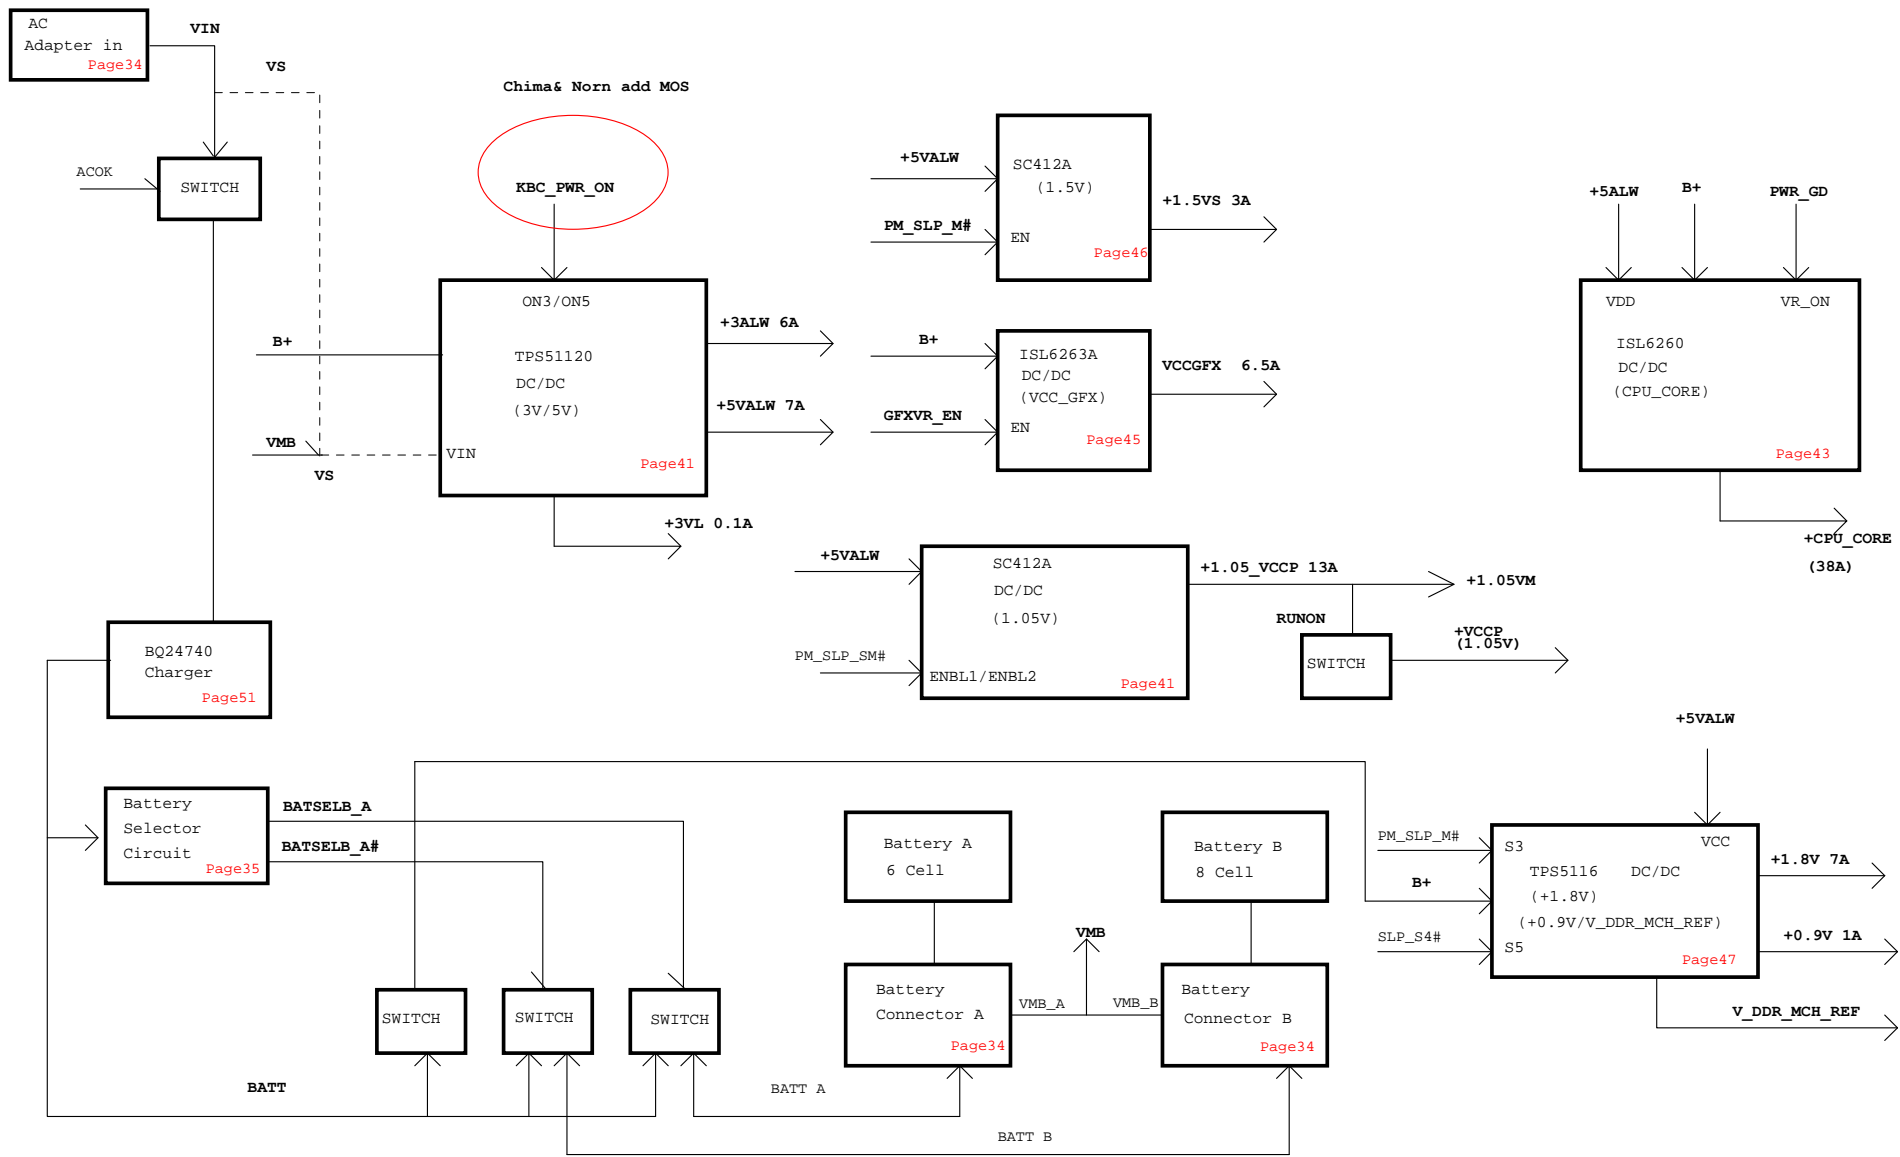 AC
Adapter in
Page34
VIN
VS
ACOK
SWITCH
Chima& Norn add MOS
KBC_PWR_ON
ON3/ON5
TPS51120
DC/DC
(3V/5V)
VIN
Page41
B+
VMB
VS
+3ALW 6A
+5VALW 7A
+3VL 0.1A
+5VALW
PM_SLP_M#
SC412A
(1.5V)
EN
Page46
+1.5VS 3A
B+
GFXVR_EN
ISL6263A
DC/DC
(VCC_GFX)
EN
Page45
VCCGFX 6.5A
+5ALW
B+
PWR_GD
VDD
VR_ON
ISL6260
DC/DC
(CPU_CORE)
Page43
+CPU_CORE
(38A)
+5VALW
PM_SLP_SM#
SC412A
DC/DC
(1.05V)
ENBL1/ENBL2
Page41
+1.05_VCCP 13A
+1.05VM
RUNON
SWITCH
+VCCP
(1.05V)
BQ24740
Charger
Page51
Battery
Selector
Circuit
Page35
BATSELB_A
BATSELB_A#
SWITCH
SWITCH
SWITCH
BATT
BATT A
BATT B
Battery A
6 Cell
Battery B
8 Cell
VMB
Battery
Connector A
Page34
VMB_A
VMB_B
Battery
Connector B
Page34
+5VALW
PM_SLP_M#
B+
SLP_S4#
S3
VCC
TPS5116 DC/DC
(+1.8V)
(+0.9V/V_DDR_MCH_REF)
S5
Page47
+1.8V 7A
+0.9V 1A
V_DDR_MCH_REF